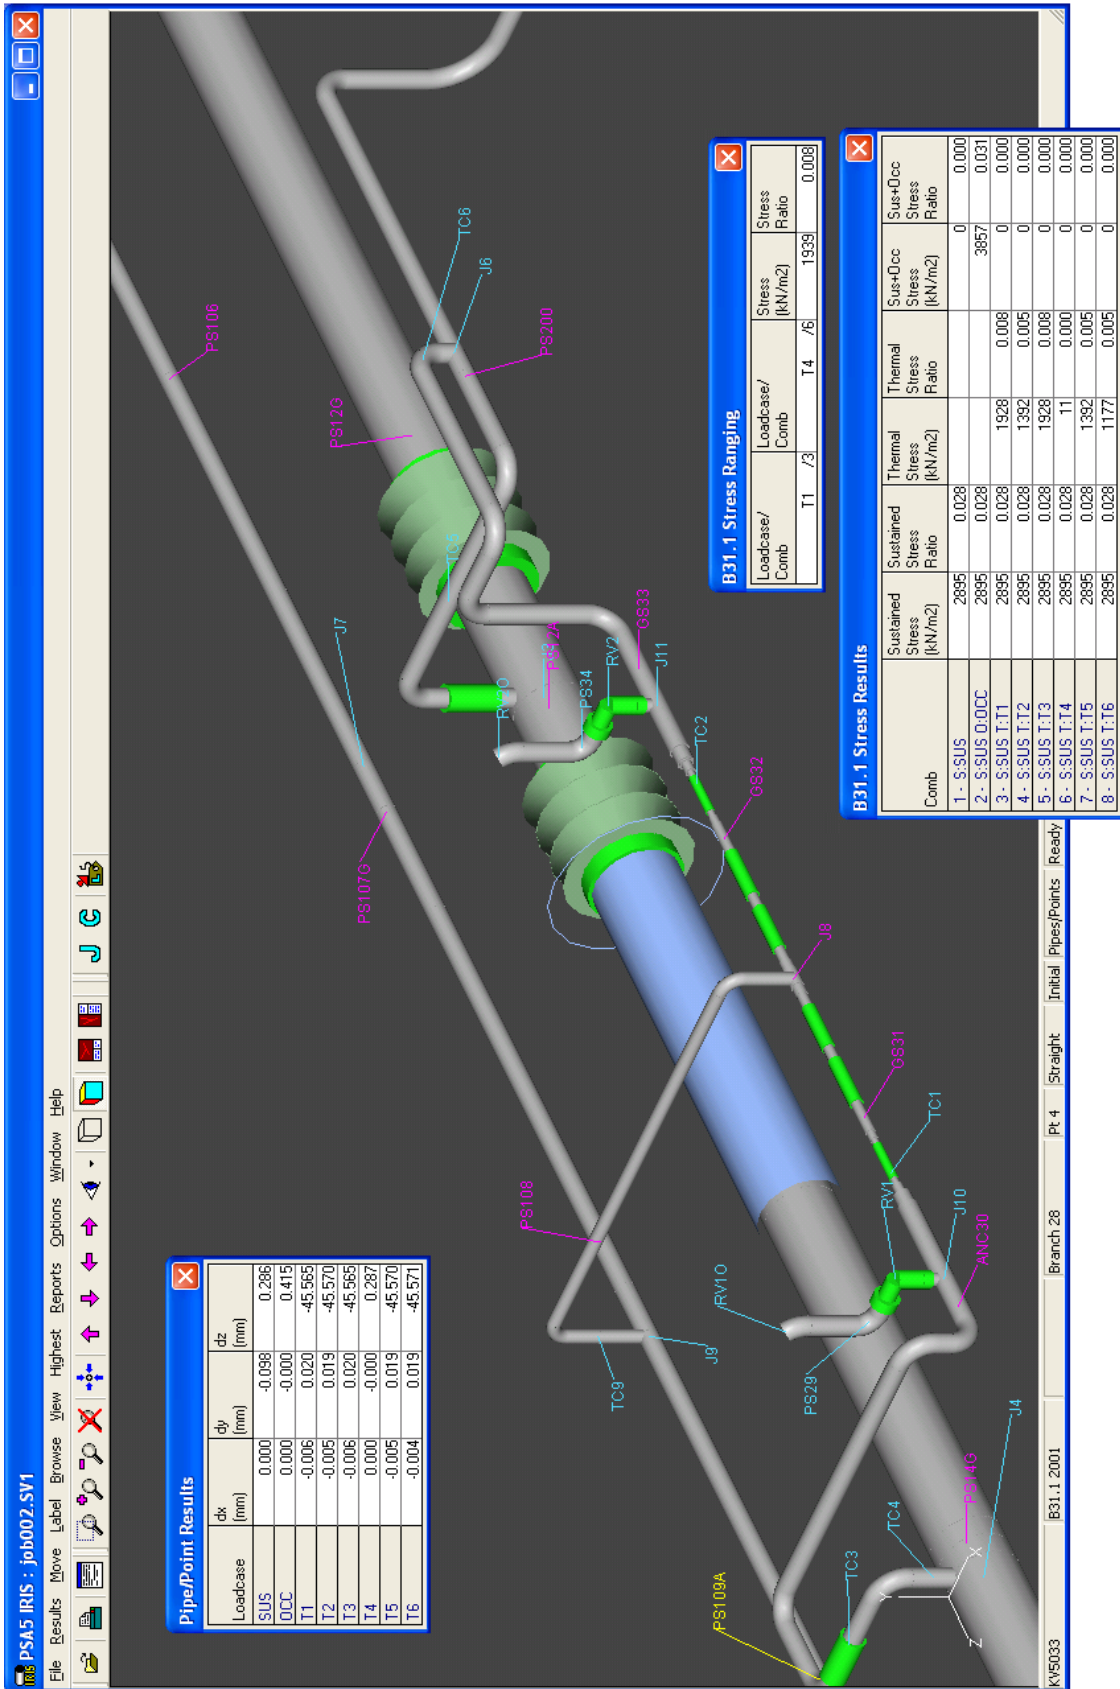 PSA5 IRIS : job002.SV1
File Results Move Label Browse View Highest Reports Options Window Help
IRIS
J C
Pipe/Point Results
Loadcase dx (mm) dy (mm) dz (mm)
SUS 0.000 -0.098 0.286
OCC 0.000 -0.000 0.415
T1 -0.006 0.020 -45.565
T2 -0.005 0.019 -45.570
T3 -0.006 0.020 -45.565
T4 0.000 -0.000 0.287
T5 -0.005 0.019 -45.570
T6 -0.004 0.019 -45.571
PS106
PS107G
J7
PS12G
TC6
J6
PS200
PS108
TC9
J9
RV1O
PS29
RV1
TC1
J10
ANC30
GS31
J8
GS32
TC2
J11
RV2
GS33
PS34
PS12A
PS109A
TC3
TC4
PS14G
J4
Y
X
Z
B31.1 Stress Ranging
Loadcase/ Comb Loadcase/ Comb Stress (kN/m2) Stress Ratio
T1 /3 T4 /6 1939 0.008
B31.1 Stress Results
Comb Sustained Stress (kN/m2) Sustained Stress Ratio Thermal Stress (kN/m2) Thermal Stress Ratio Sus+Occ Stress (kN/m2) Sus+Occ Stress Ratio
1 - S:SUS 2895 0.028 0 0.000
2 - S:SUS O:OCC 2895 0.028 3857 0.031
3 - S:SUS T:T1 2895 0.028 1928 0.008 0 0.000
4 - S:SUS T:T2 2895 0.028 1392 0.005 0 0.000
5 - S:SUS T:T3 2895 0.028 1928 0.008 0 0.000
6 - S:SUS T:T4 2895 0.028 11 0.000 0 0.000
7 - S:SUS T:T5 2895 0.028 1392 0.005 0 0.000
8 - S:SUS T:T6 2895 0.028 1177 0.005 0 0.000
KV5033 B31.1 2001 Branch 28 Pt 4 Straight Initial Pipes/Points Ready